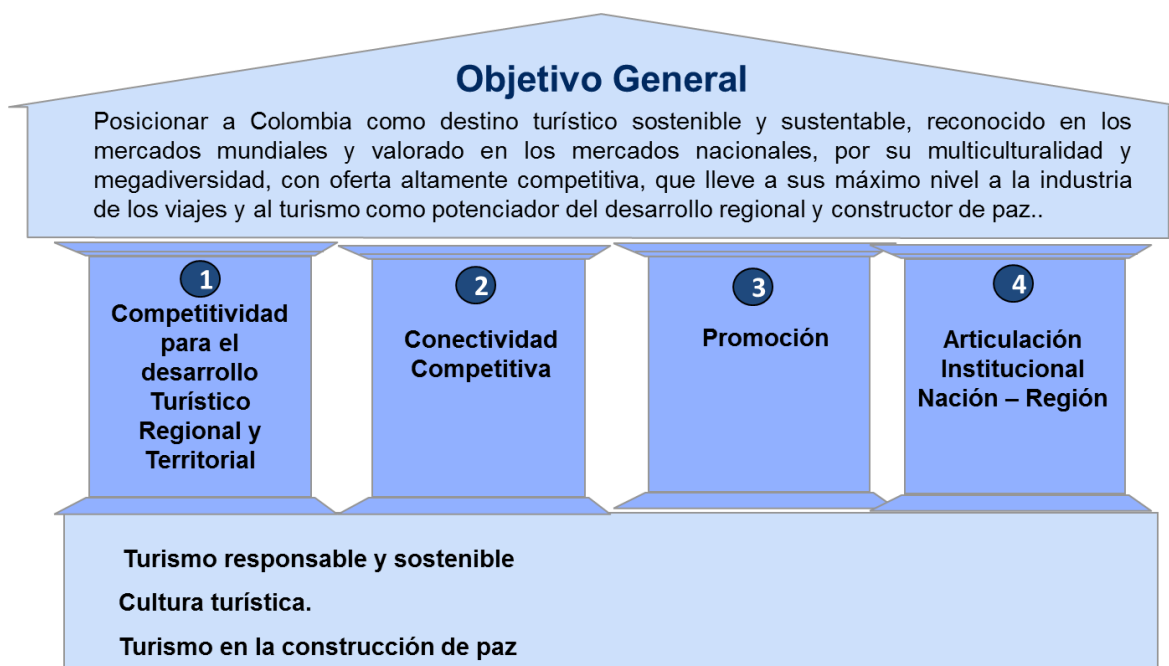 Objetivo General
Posicionar a Colombia como destino turístico sostenible y sustentable, reconocido en los
mercados mundiales y valorado en los mercados nacionales, por su multiculturalidad y
megadiversidad, con oferta altamente competitiva, que lleve a sus máximo nivel a la industria
de los viajes y al turismo como potenciador del desarrollo regional y constructor de paz..
1
Competitividad
para el
desarrollo
Turístico
Regional y
Territorial
2
Conectividad
Competitiva
3
Promoción
4
Articulación
Institucional
Nación – Región
Turismo responsable y sostenible
Cultura turística.
Turismo en la construcción de paz